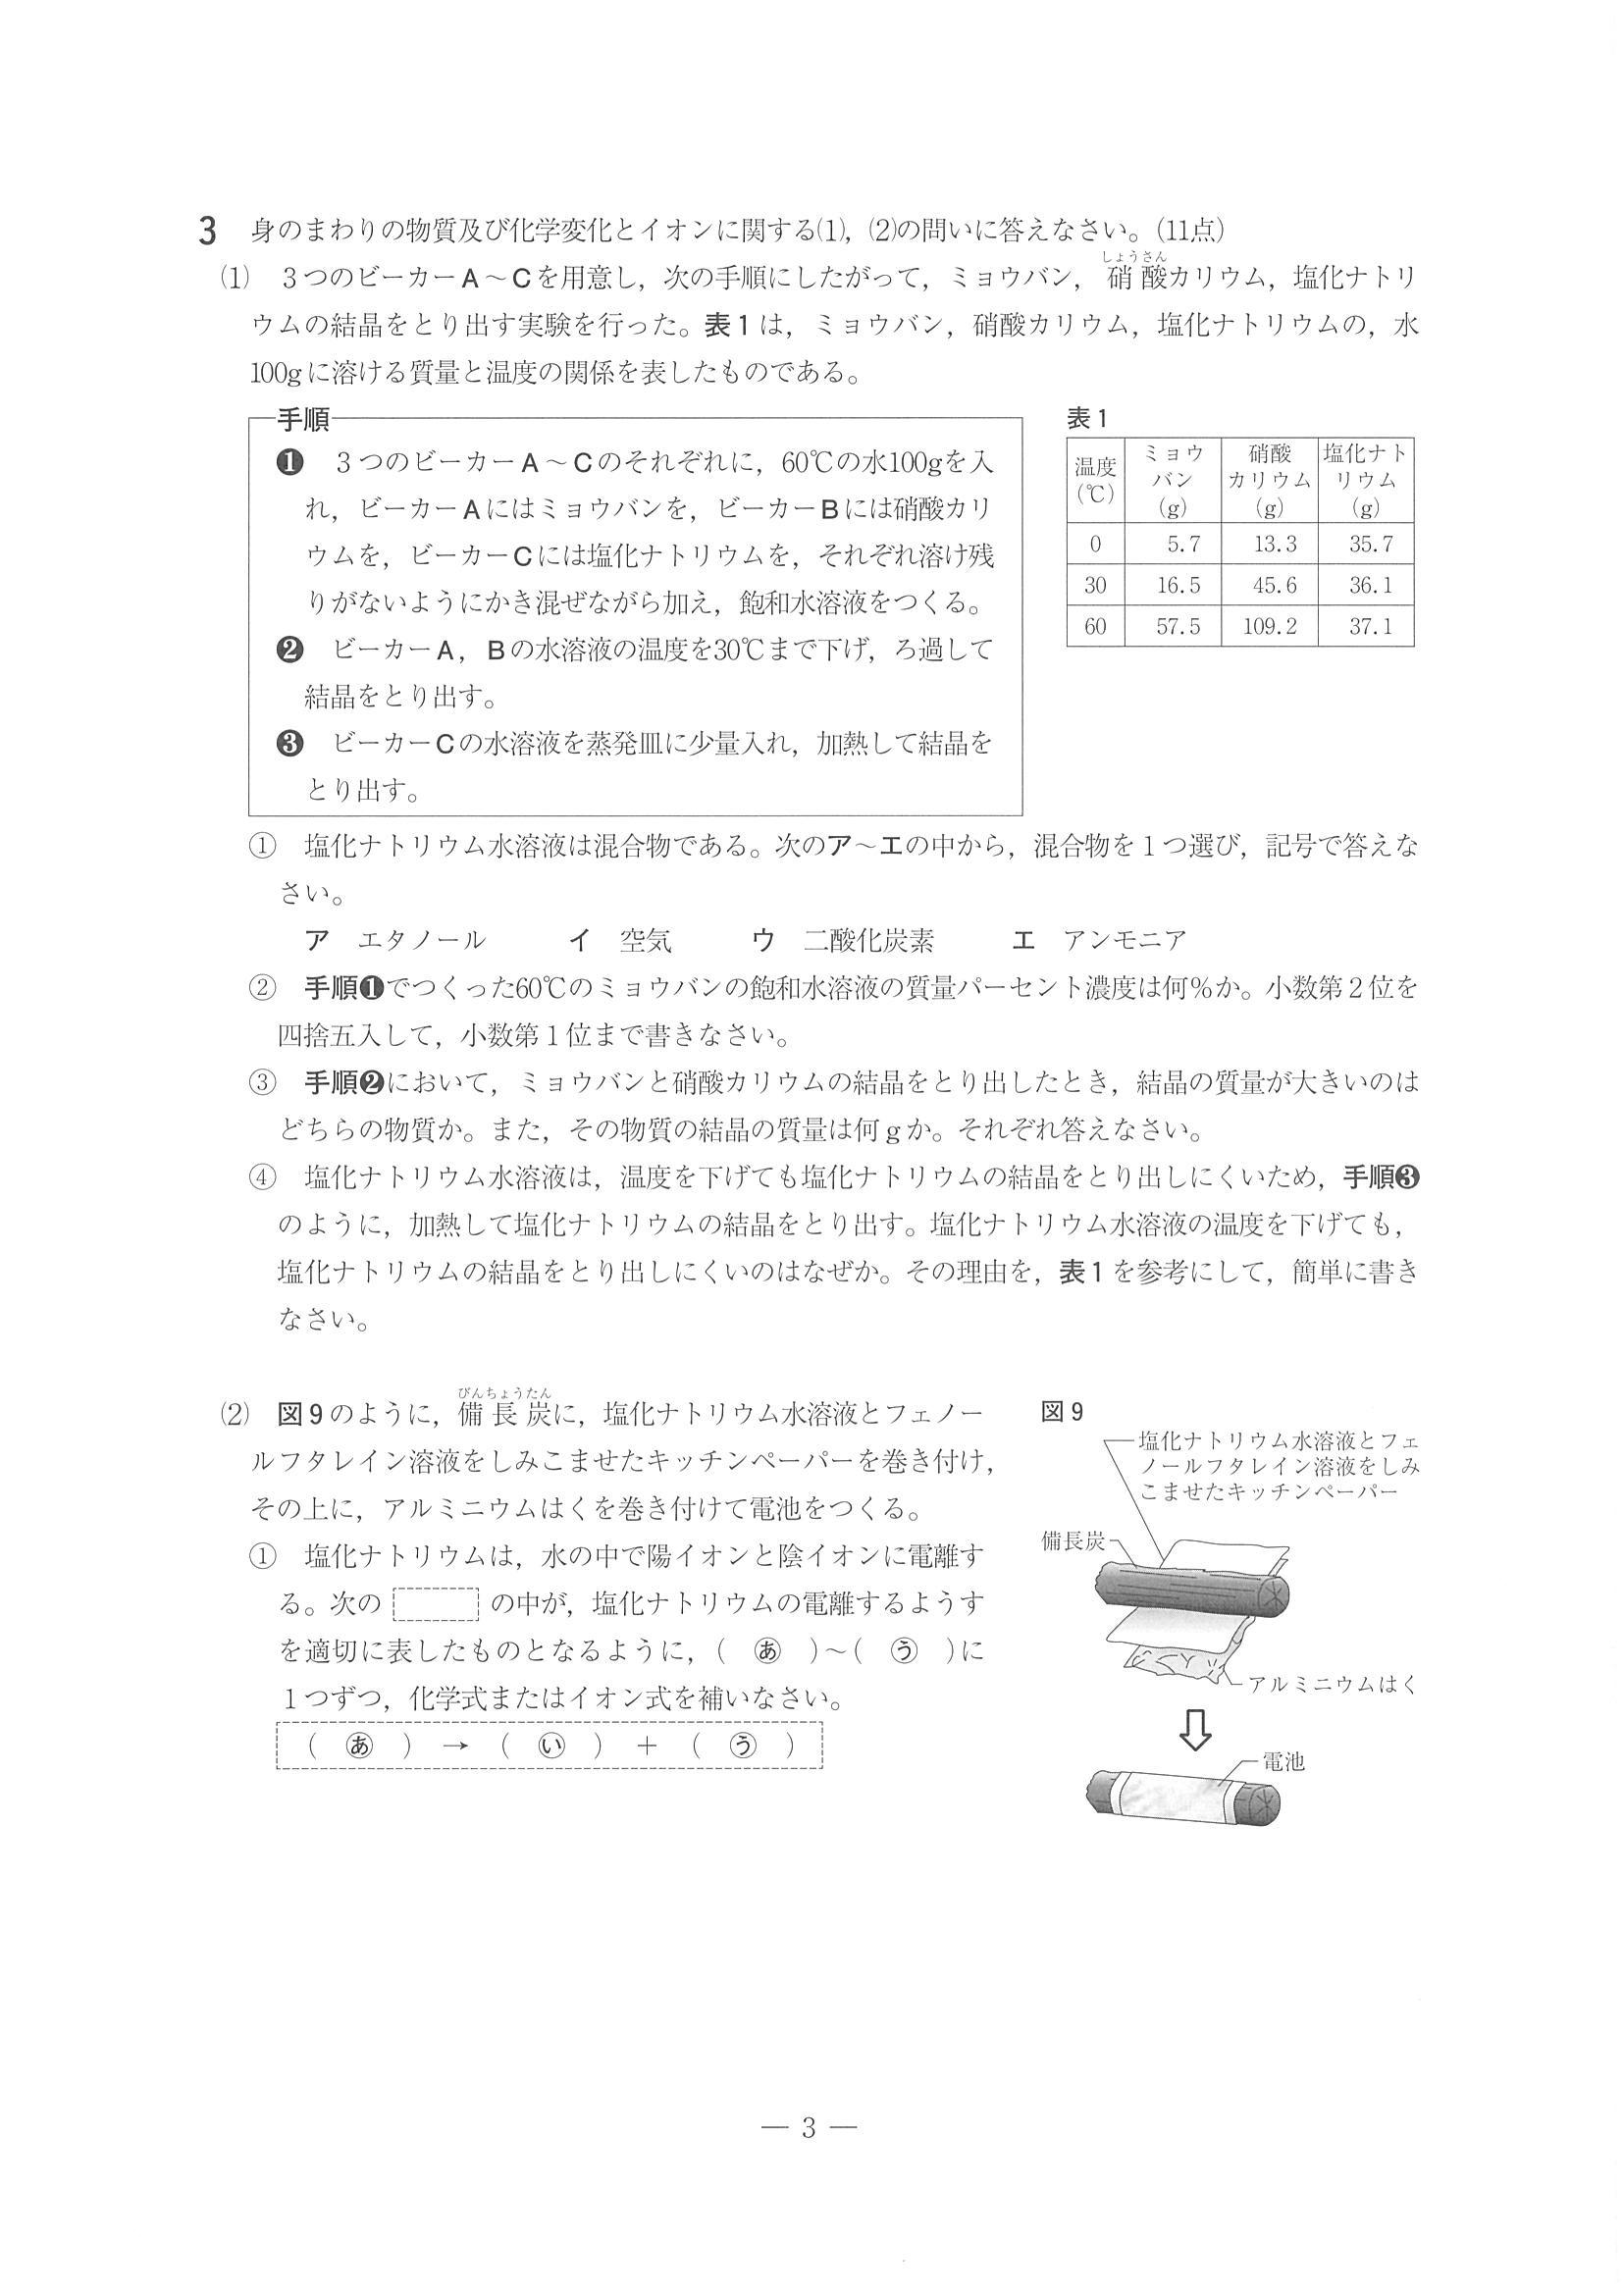 3 身のまわりの物質及び化学変化とイオンに関する(1)，(2)の問いに答えなさい。(11点)
(1) 3つのビーカーA～Cを用意し，次の手順にしたがって，ミョウバン，硝酸カリウム，塩化ナトリ
しょうさん
ウムの結晶をとり出す実験を行った。表1は，ミョウバン，硝酸カリウム，塩化ナトリウムの，水
100gに溶ける質量と温度の関係を表したものである。
手順
❶ 3つのビーカーA～Cのそれぞれに，60℃の水100gを入
れ，ビーカーAにはミョウバンを，ビーカーBには硝酸カリ
ウムを，ビーカーCには塩化ナトリウムを，それぞれ溶け残
りがないようにかき混ぜながら加え，飽和水溶液をつくる。
❷ ビーカーA，Bの水溶液の温度を30℃まで下げ，ろ過して
結晶をとり出す。
❸ ビーカーCの水溶液を蒸発皿に少量入れ，加熱して結晶を
とり出す。
表1
温度(℃) ミョウバン(g) 硝酸カリウム(g) 塩化ナトリウム(g)
0 5.7 13.3 35.7
30 16.5 45.6 36.1
60 57.5 109.2 37.1
① 塩化ナトリウム水溶液は混合物である。次のア～エの中から，混合物を1つ選び，記号で答えな
さい。
ア エタノール イ 空気 ウ 二酸化炭素 エ アンモニア
② 手順❶でつくった60℃のミョウバンの飽和水溶液の質量パーセント濃度は何％か。小数第2位を
四捨五入して，小数第1位まで書きなさい。
③ 手順❷において，ミョウバンと硝酸カリウムの結晶をとり出したとき，結晶の質量が大きいのは
どちらの物質か。また，その物質の結晶の質量は何gか。それぞれ答えなさい。
④ 塩化ナトリウム水溶液は，温度を下げても塩化ナトリウムの結晶をとり出しにくいため，手順❸
のように，加熱して塩化ナトリウムの結晶をとり出す。塩化ナトリウム水溶液の温度を下げても，
塩化ナトリウムの結晶をとり出しにくいのはなぜか。その理由を，表1を参考にして，簡単に書き
なさい。
びんちょうたん
(2) 図9のように，備長炭に，塩化ナトリウム水溶液とフェノー
ルフタレイン溶液をしみこませたキッチンペーパーを巻き付け，
その上に，アルミニウムはくを巻き付けて電池をつくる。
① 塩化ナトリウムは，水の中で陽イオンと陰イオンに電離す
る。次の の中が，塩化ナトリウムの電離するようす
を適切に表したものとなるように，( あ )～( う )に
1つずつ，化学式またはイオン式を補いなさい。
( あ ) → ( い ) ＋ ( う )
図9
塩化ナトリウム水溶液とフェ
ノールフタレイン溶液をしみ
こませたキッチンペーパー
備長炭
アルミニウムはく
電池
— 3 —